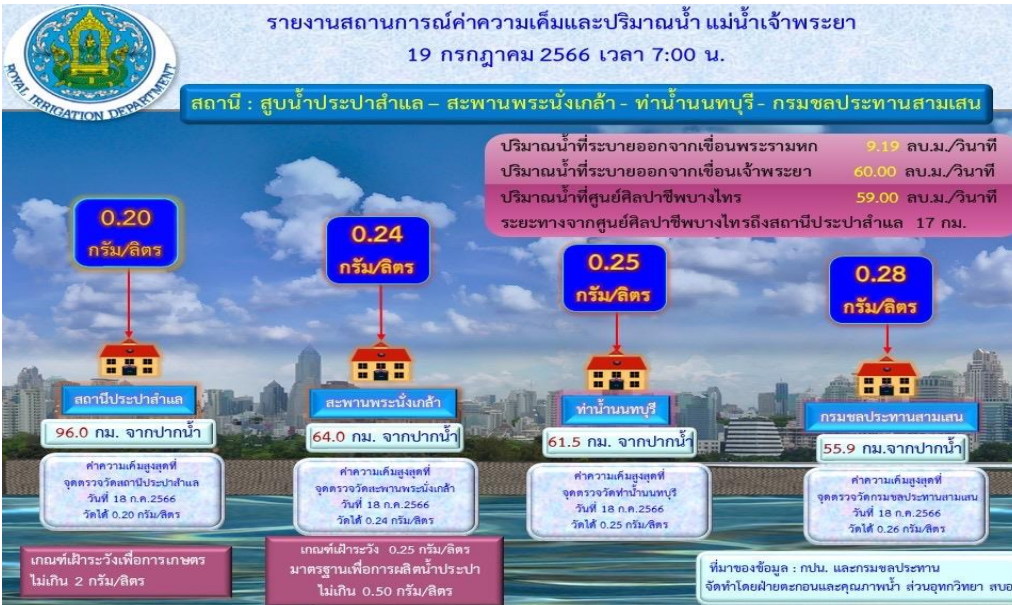 รายงานสถานการณ์ค่าความเค็มและปริมาณน้ำ แม่น้ำเจ้าพระยา
19 กรกฎาคม 2566 เวลา 7:00 น.
ROYAL IRRIGATION DEPARTMENT
สถานี : สูบน้ำประปาสำแล – สะพานพระนั่งเกล้า - ท่าน้ำนนทบุรี - กรมชลประทานสามเสน
ปริมาณน้ำที่ระบายออกจากเขื่อนพระรามหก 9.19 ลบ.ม./วินาที
ปริมาณน้ำที่ระบายออกจากเขื่อนเจ้าพระยา 60.00 ลบ.ม./วินาที
ปริมาณน้ำที่ศูนย์ศิลปาชีพบางไทร 59.00 ลบ.ม./วินาที
ระยะทางจากศูนย์ศิลปาชีพบางไทรถึงสถานีประปาสำแล 17 กม.
0.20
กรัม/ลิตร
สถานีประปาสำแล
96.0 กม. จากปากน้ำ
ค่าความเค็มสูงสุดที่
จุดตรวจวัดสถานีประปาสำแล
วันที่ 18 ก.ค.2566
วัดได้ 0.20 กรัม/ลิตร
0.24
กรัม/ลิตร
สะพานพระนั่งเกล้า
64.0 กม. จากปากน้ำ
ค่าความเค็มสูงสุดที่
จุดตรวจวัดสะพานพระนั่งเกล้า
วันที่ 18 ก.ค.2566
วัดได้ 0.24 กรัม/ลิตร
0.25
กรัม/ลิตร
ท่าน้ำนนทบุรี
61.5 กม. จากปากน้ำ
ค่าความเค็มสูงสุดที่
จุดตรวจวัดท่าน้ำนนทบุรี
วันที่ 18 ก.ค.2566
วัดได้ 0.25 กรัม/ลิตร
0.28
กรัม/ลิตร
กรมชลประทานสามเสน
55.9 กม.จากปากน้ำ
ค่าความเค็มสูงสุดที่
จุดตรวจวัดกรมชลประทานสามเสน
วันที่ 18 ก.ค.2566
วัดได้ 0.26 กรัม/ลิตร
เกณฑ์เฝ้าระวังเพื่อการเกษตร
ไม่เกิน 2 กรัม/ลิตร
เกณฑ์เฝ้าระวัง 0.25 กรัม/ลิตร
มาตรฐานเพื่อการผลิตน้ำประปา
ไม่เกิน 0.50 กรัม/ลิตร
ที่มาของข้อมูล : กปน. และกรมชลประทาน
จัดทำโดยฝ่ายตะกอนและคุณภาพน้ำ ส่วนอุทกวิทยา สบอ